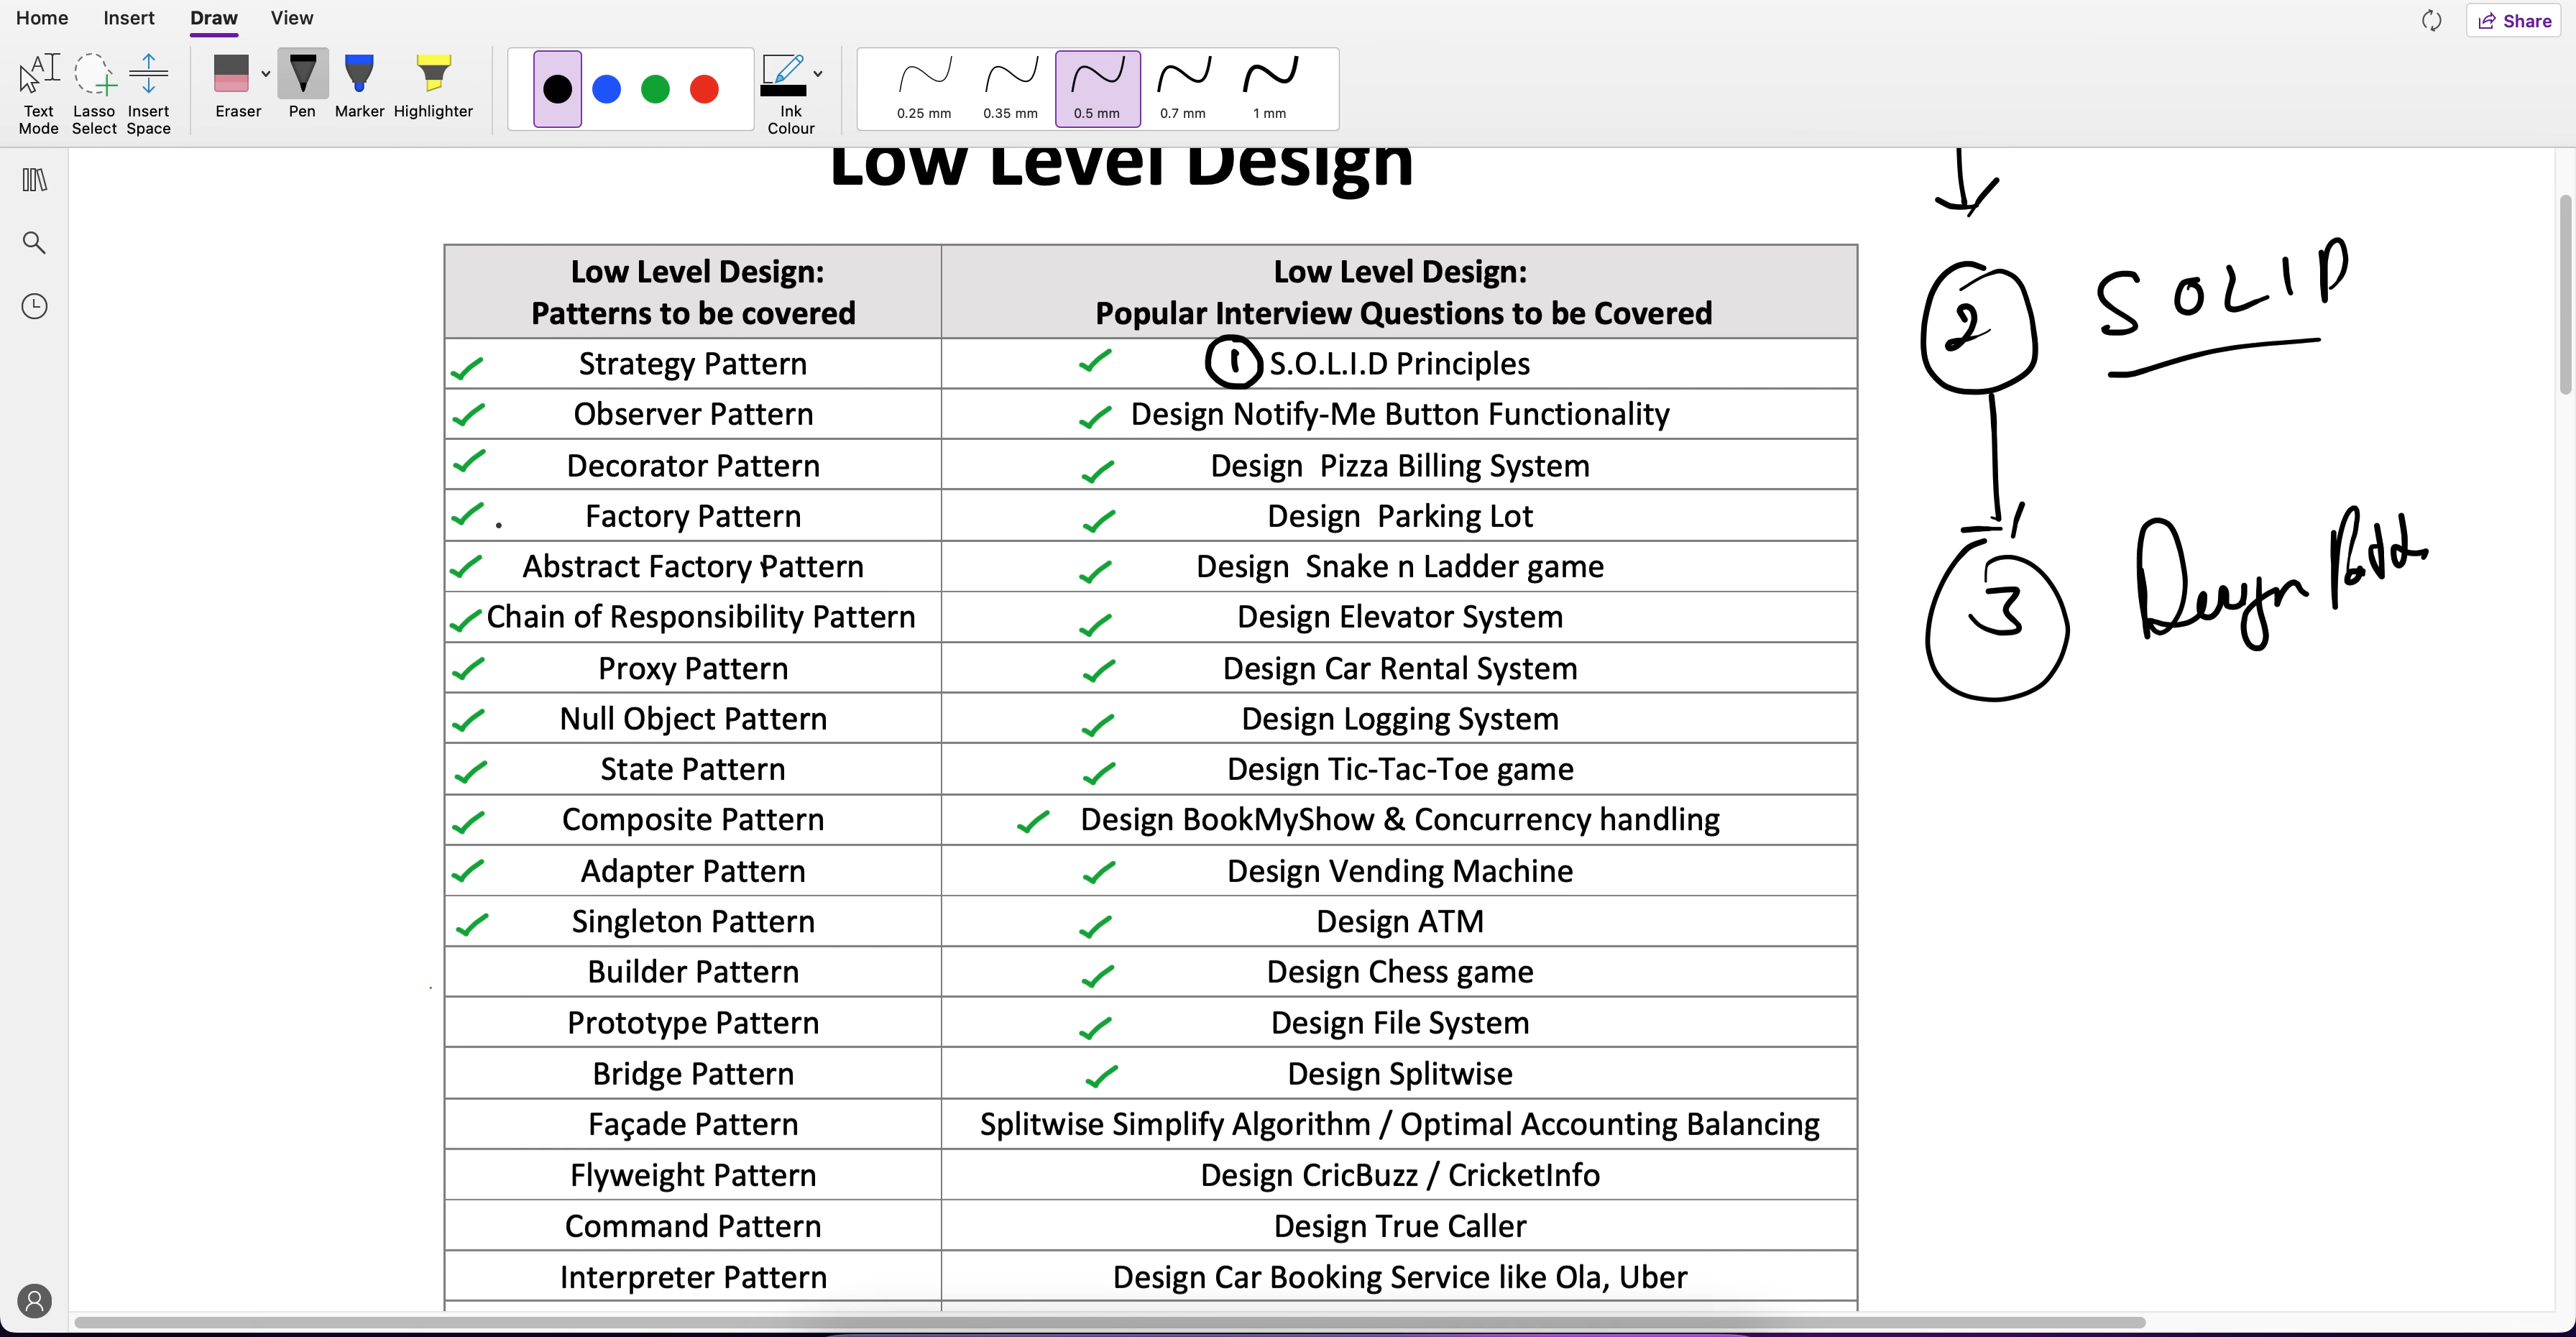 Home Insert Draw View
Share
Text Mode
Lasso Select
Insert Space
Eraser
Pen
Marker
Highlighter
Ink Colour
0.25 mm
0.35 mm
0.5 mm
0.7 mm
1 mm
Low Level Design
Low Level Design:
Patterns to be covered
Low Level Design:
Popular Interview Questions to be Covered
Strategy Pattern
1 S.O.L.I.D Principles
Observer Pattern
Design Notify-Me Button Functionality
Decorator Pattern
Design Pizza Billing System
Factory Pattern
Design Parking Lot
Abstract Factory Pattern
Design Snake n Ladder game
Chain of Responsibility Pattern
Design Elevator System
Proxy Pattern
Design Car Rental System
Null Object Pattern
Design Logging System
State Pattern
Design Tic-Tac-Toe game
Composite Pattern
Design BookMyShow & Concurrency handling
Adapter Pattern
Design Vending Machine
Singleton Pattern
Design ATM
Builder Pattern
Design Chess game
Prototype Pattern
Design File System
Bridge Pattern
Design Splitwise
Façade Pattern
Splitwise Simplify Algorithm / Optimal Accounting Balancing
Flyweight Pattern
Design CricBuzz / CricketInfo
Command Pattern
Design True Caller
Interpreter Pattern
Design Car Booking Service like Ola, Uber
2 SOLID
3 Design